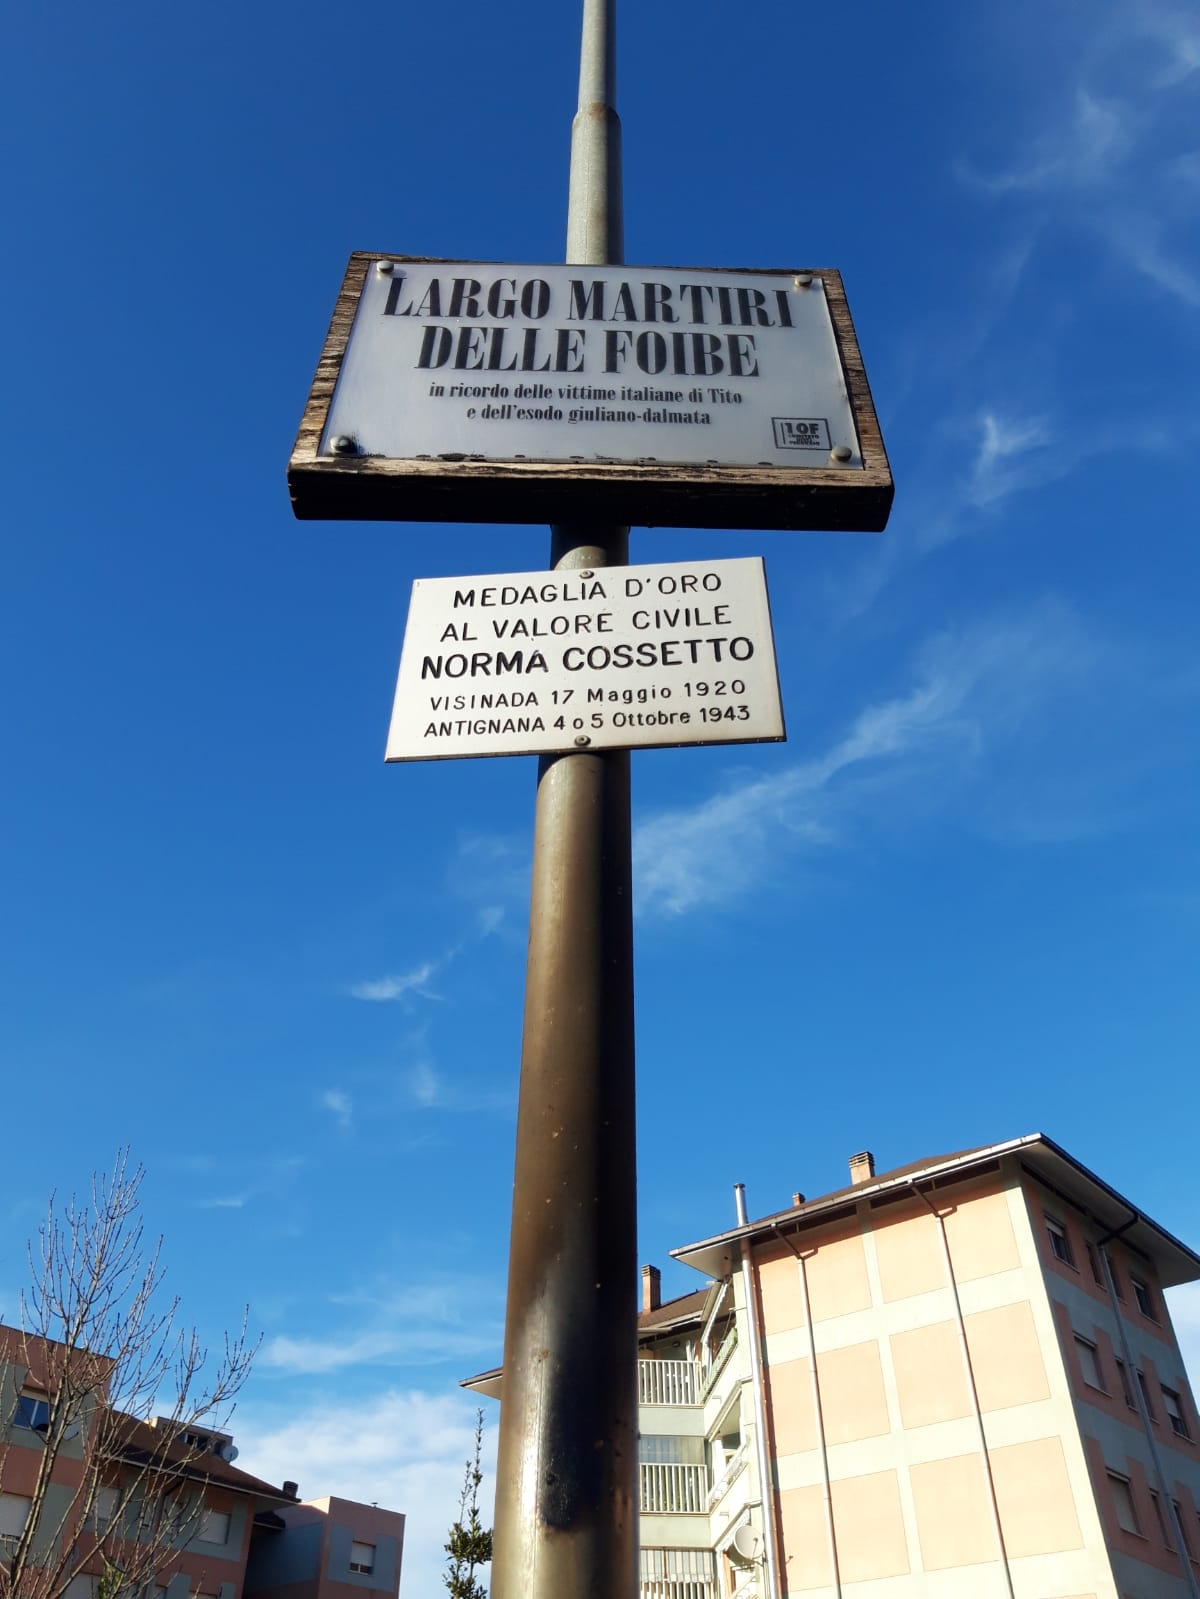 LARGO MARTIRI
DELLE FOIBE
in ricordo delle vittime italiane di Tito
e dell'esodo giuliano-dalmata
10F
COMITATO
MEDAGLIA D'ORO
AL VALORE CIVILE
NORMA COSSETTO
VISINADA 17 Maggio 1920
ANTIGNANA 4 o 5 Ottobre 1943